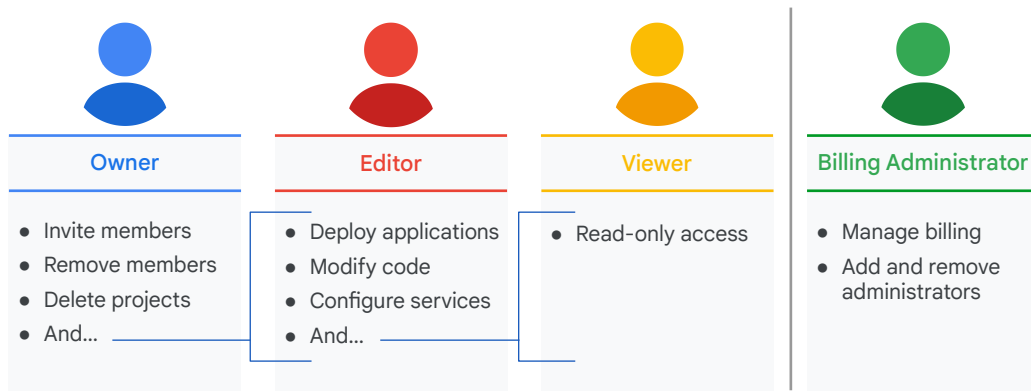 Owner
• Invite members
• Remove members
• Delete projects
• And...
Editor
• Deploy applications
• Modify code
• Configure services
• And...
Viewer
• Read-only access
Billing Administrator
• Manage billing
• Add and remove
administrators